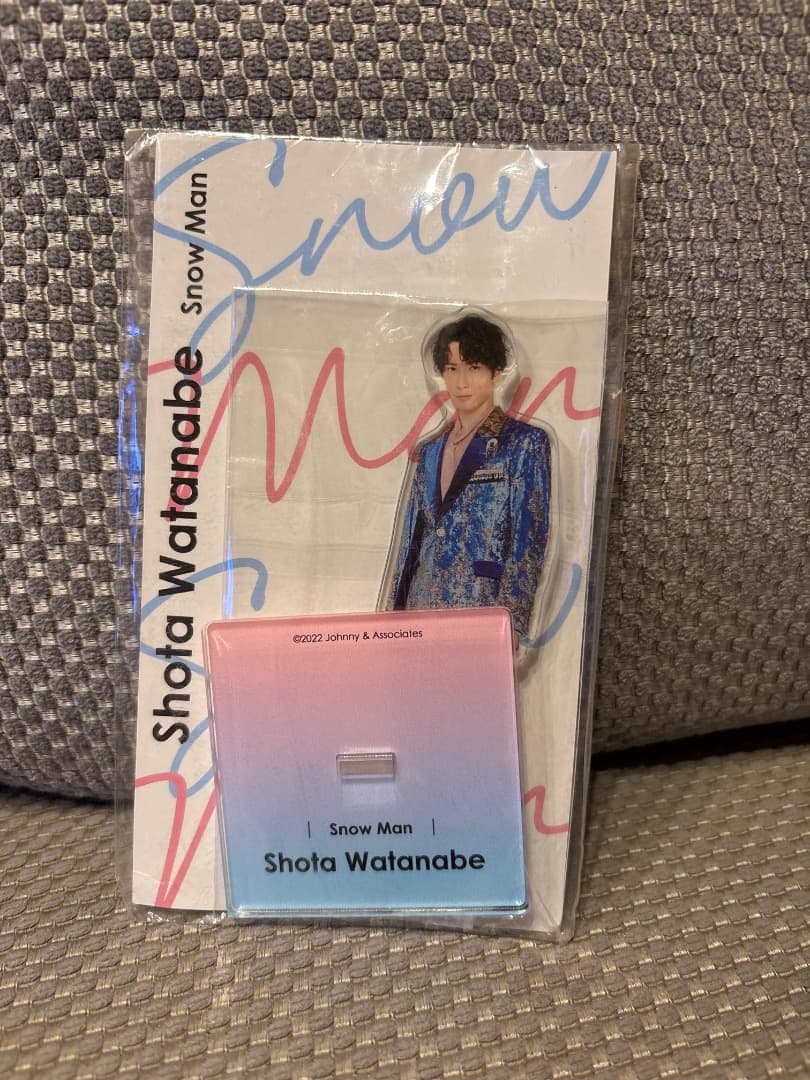 Snow
Man
Shota Watanabe Snow Man
©2022 Johnny & Associates
Snow Man
Shota Watanabe